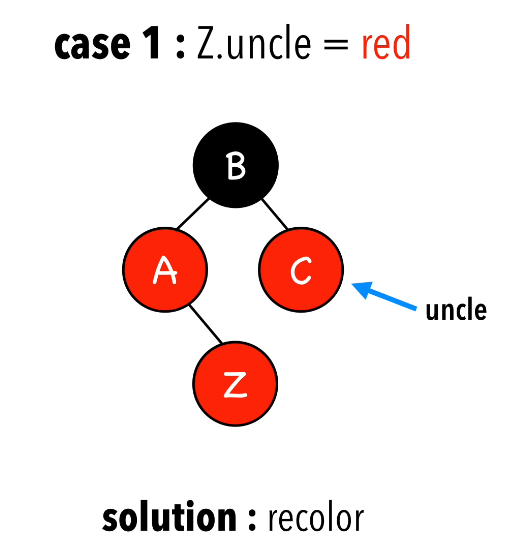 case 1 : Z.uncle = red
B
A
C
uncle
Z
solution : recolor